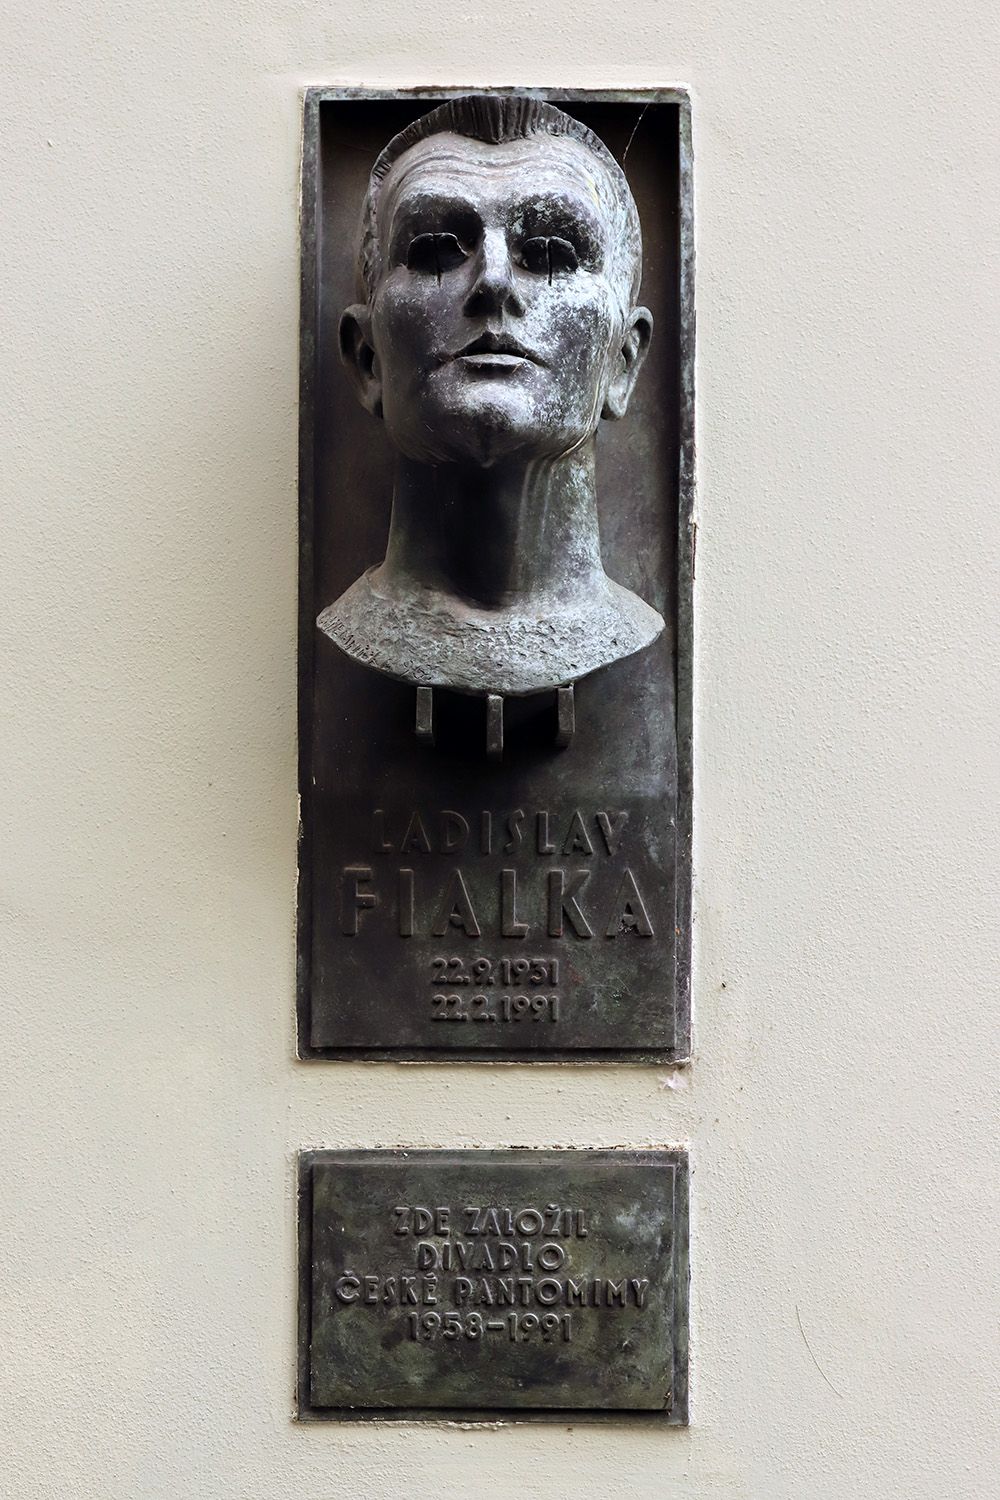 LADISLAV
FIALKA
22.9.1931
22.2.1991
ZDE ZALOŽIL
DIVADLO
ČESKÉ PANTOMIMY
1958-1991